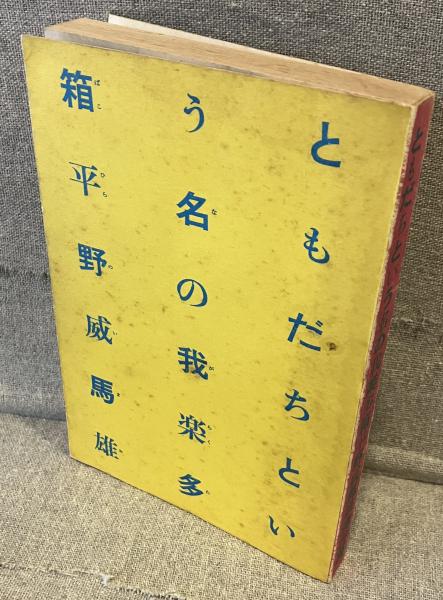 ともだちとい
う名の我楽多
箱平野威馬雄